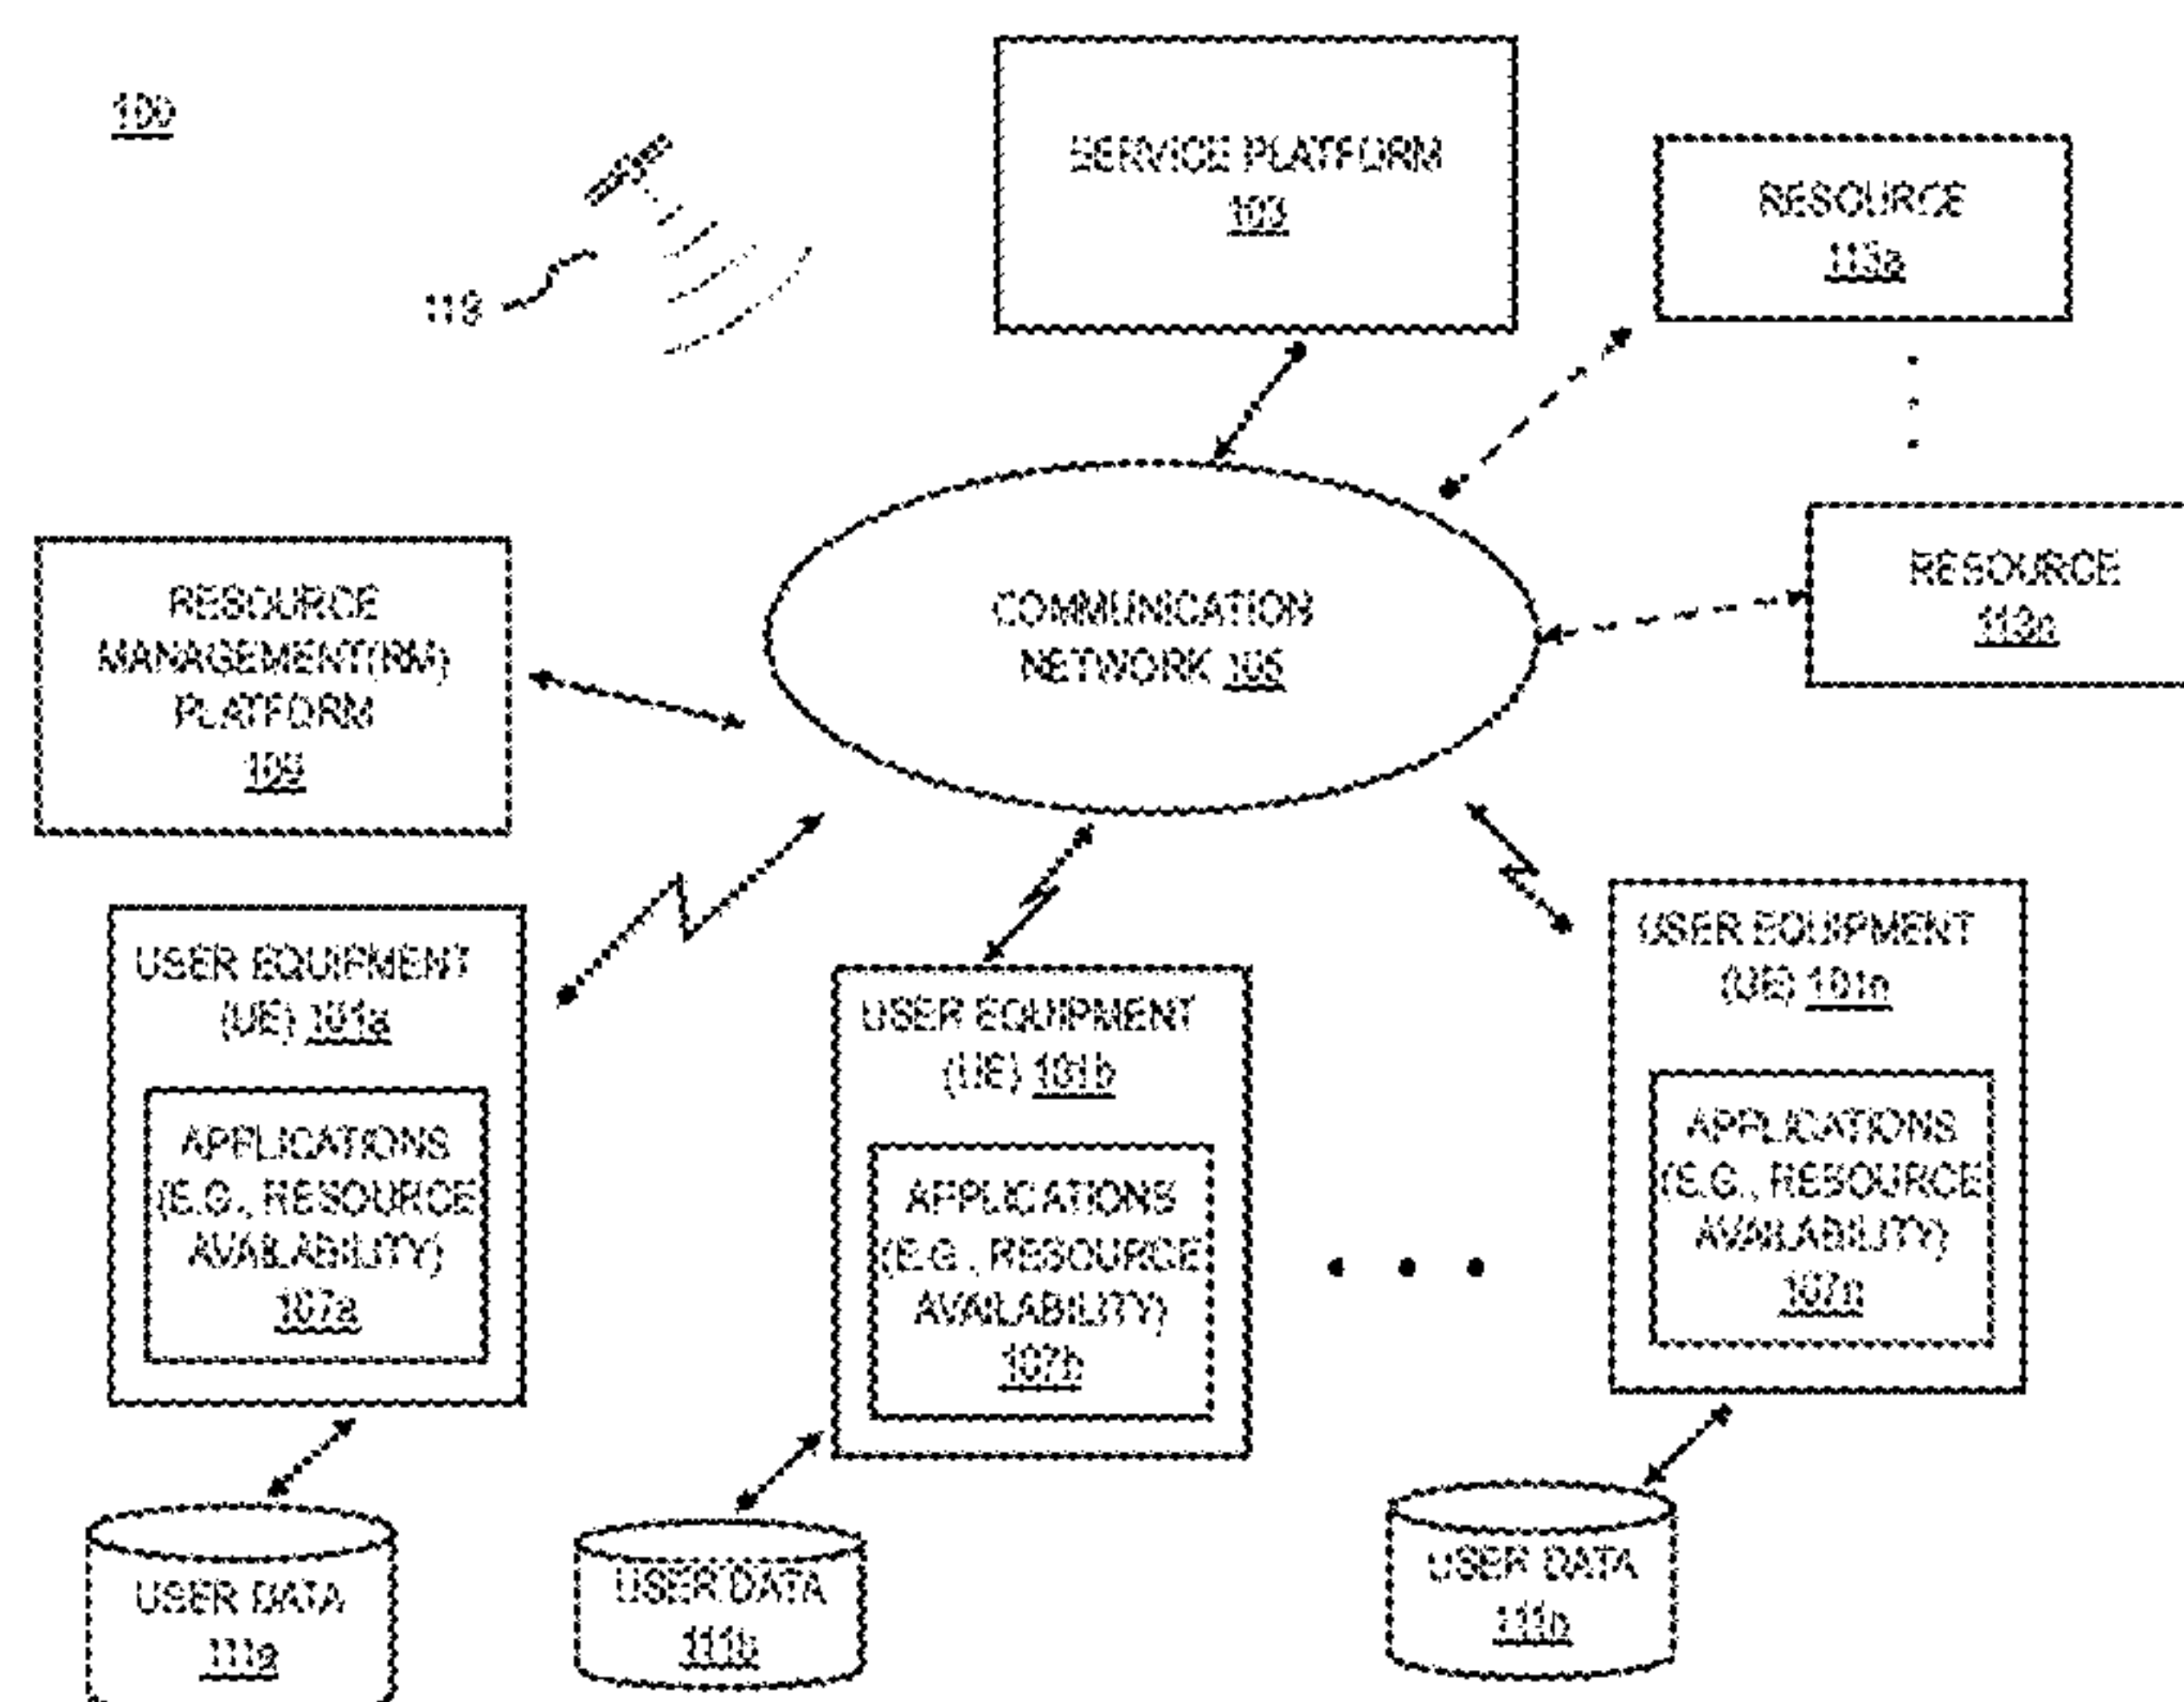 100
SERVICE PLATFORM
103
RESOURCE
113a
RESOURCE
113n
COMMUNICATION
NETWORK 105
RESOURCE
MANAGEMENT(RM)
PLATFORM
109
USER EQUIPMENT
(UE) 101a
APPLICATIONS
(E.G., RESOURCE
AVAILABILITY)
107a
USER EQUIPMENT
(UE) 101b
APPLICATIONS
(E.G., RESOURCE
AVAILABILITY)
107b
USER EQUIPMENT
(UE) 101n
APPLICATIONS
(E.G., RESOURCE
AVAILABILITY)
107n
USER DATA
111a
USER DATA
111b
USER DATA
111n